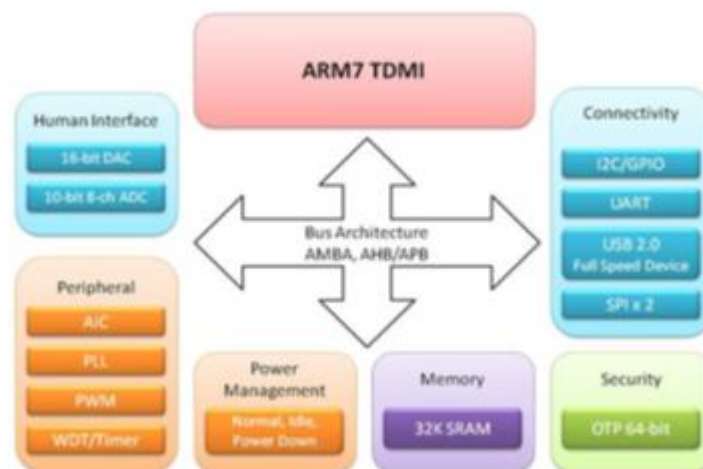 ARM7 TDMI
Human Interface
16-bit DAC
10-bit 8-ch ADC
Connectivity
I2C/GPIO
UART
USB 2.0
Full Speed Device
SPI x 2
Bus Architecture
AMBA, AHB/APB
Peripheral
AIC
PLL
PWM
WDT/Timer
Power
Management
Normal, Idle,
Power Down
Memory
32K SRAM
Security
OTP 64-bit